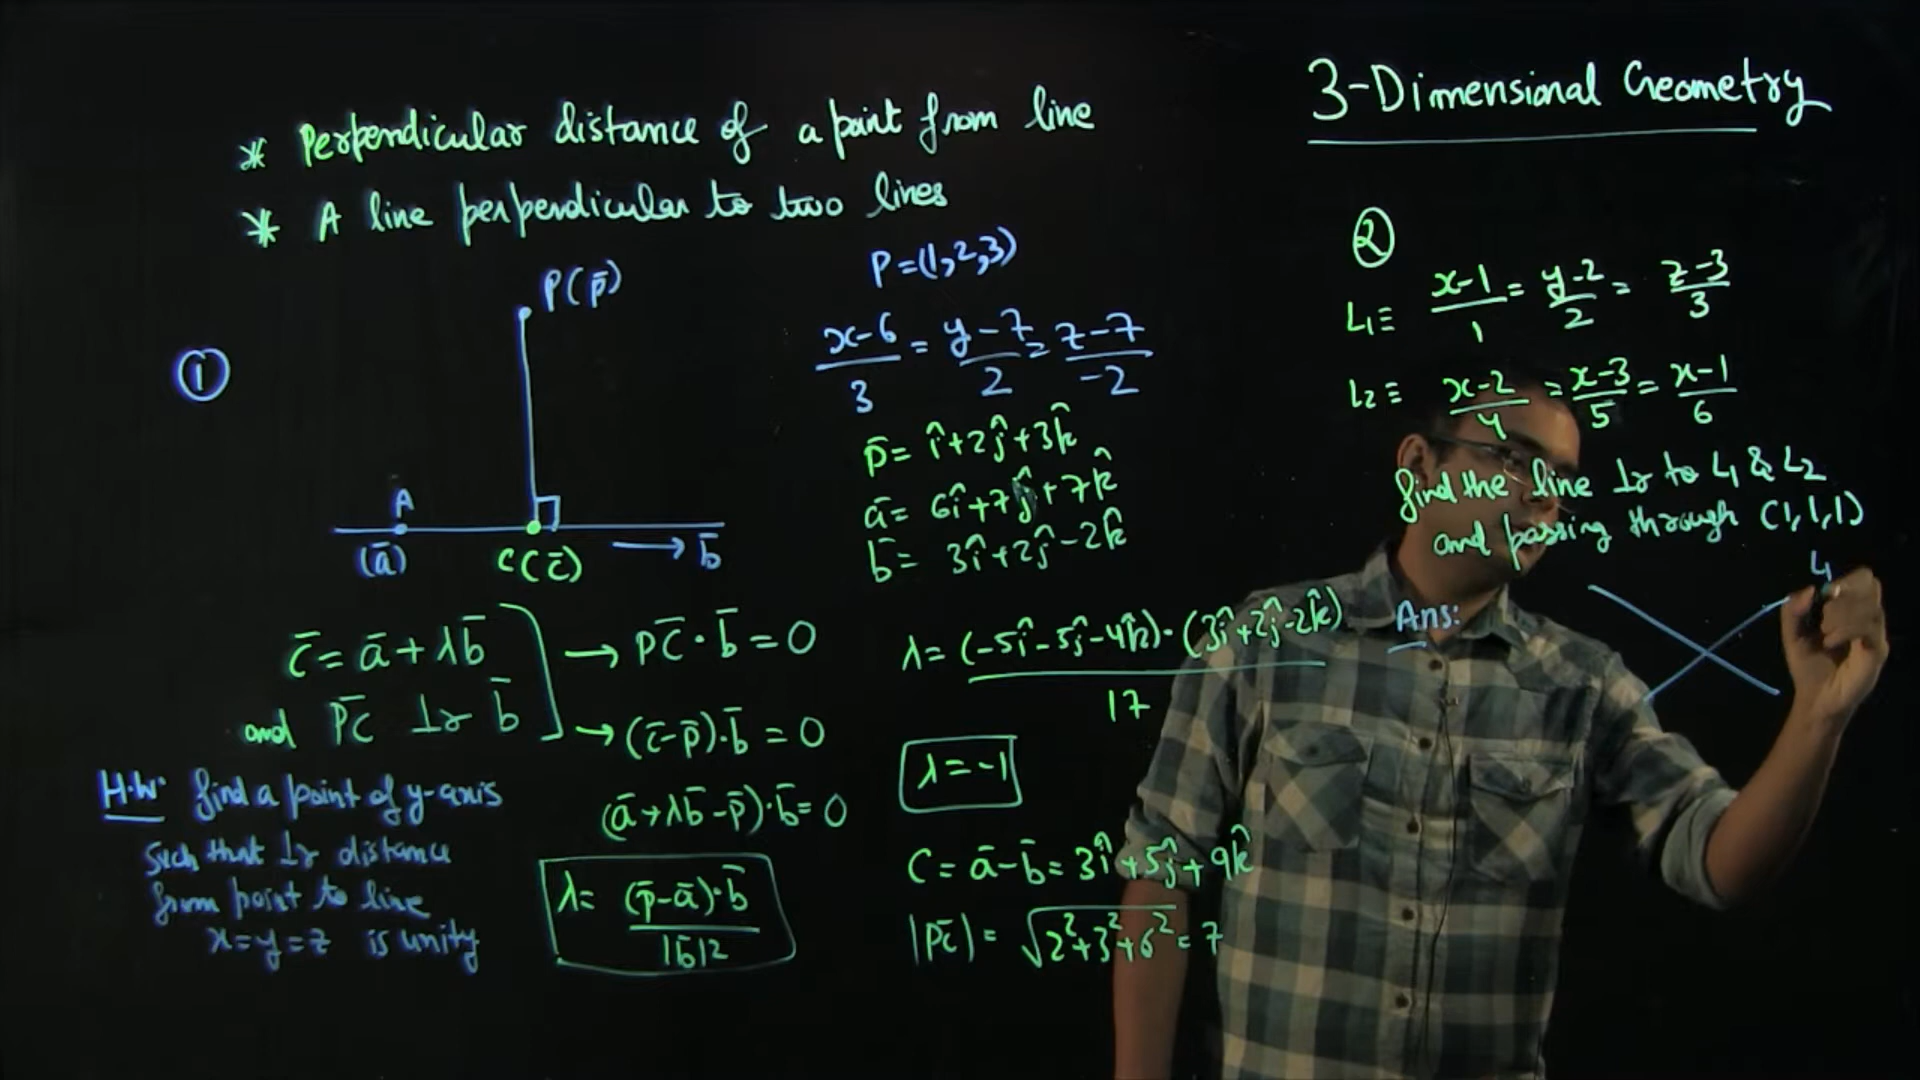 3-Dimensional Geometry
* Perpendicular distance of a point from line
* A line perpendicular to two lines
①
P(p̄)
A
(ā)
C(c̄)
→ b̄
c̄ = ā + λb̄
and P̄C̄ ⊥r b̄
→ P̄C̄ · b̄ = 0
→ (c̄-p̄)·b̄ = 0
(ā+λb̄-p̄)·b̄ = 0
λ = (p̄-ā)·b̄ / |b̄|2
H.W. find a point of y-axis
such that ⊥r distance
from point to line
x=y=z is unity
P=(1,2,3)
x-6/3 = y-7/2 = z-7/-2
p̄ = î+2ĵ+3k̂
ā = 6î+7ĵ+7k̂
b̄ = 3î+2ĵ-2k̂
λ = (-5î-5ĵ-4k̂)·(3î+2ĵ-2k̂) / 17
λ = -1
C = ā-b̄ = 3î+5ĵ+9k̂
|P̄C̄| = √2²+3²+6² = 7
②
L1≡ x-1/1 = y-2/2 = z-3/3
L2≡ x-2/4 = x-3/5 = x-1/6
find the line ⊥r to L1 & L2
and passing through (1,1,1)
Ans:
L1